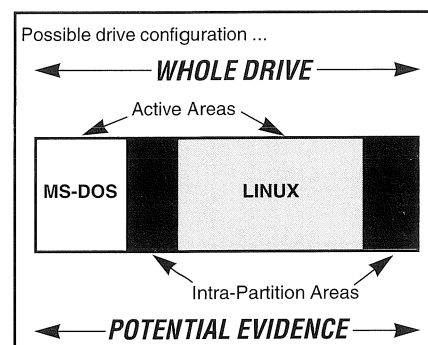 Possible drive configuration ...
WHOLE DRIVE
Active Areas
MS-DOS
LINUX
Intra-Partition Areas
POTENTIAL EVIDENCE